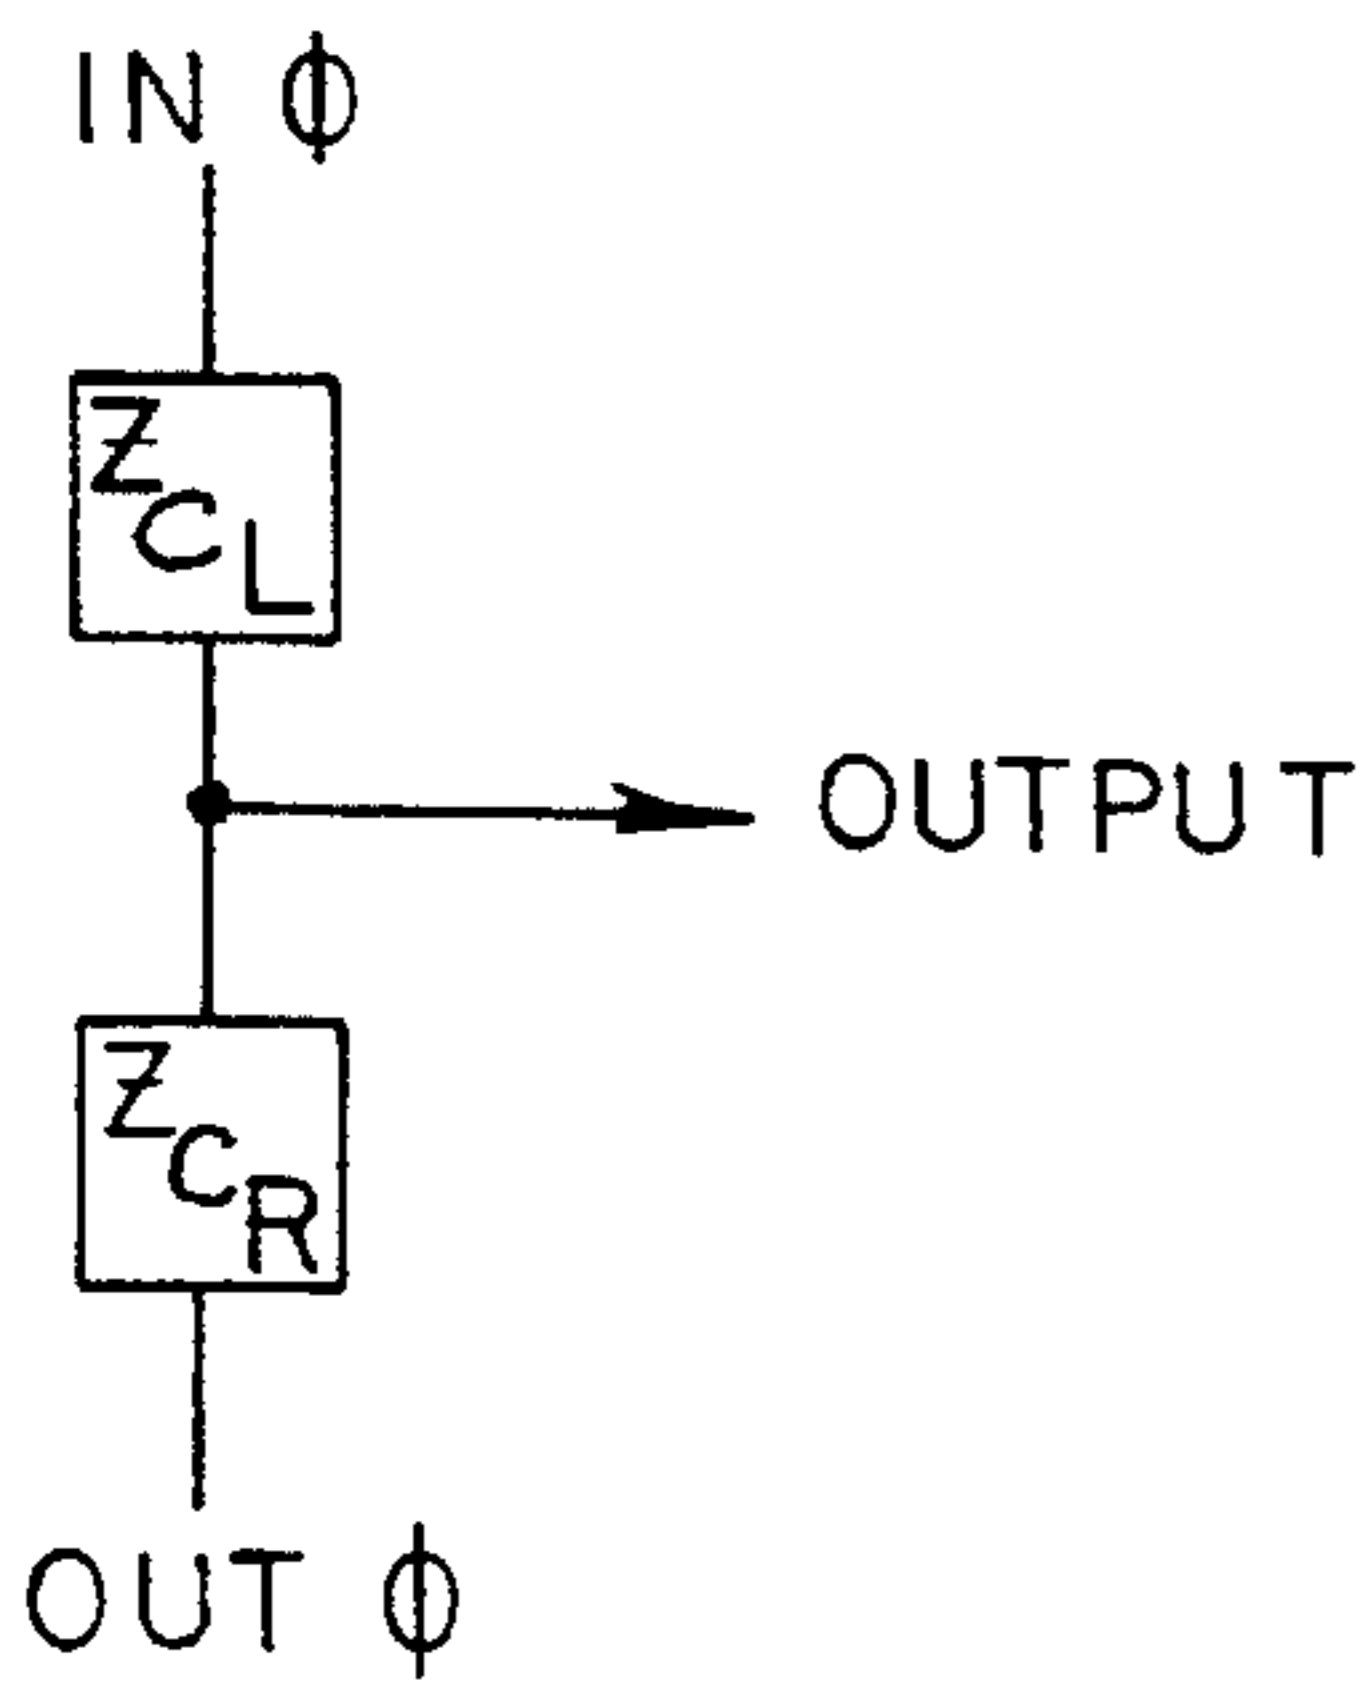 IN ϕ
Z_{C_L}
OUTPUT
Z_{C_R}
OUT ϕ